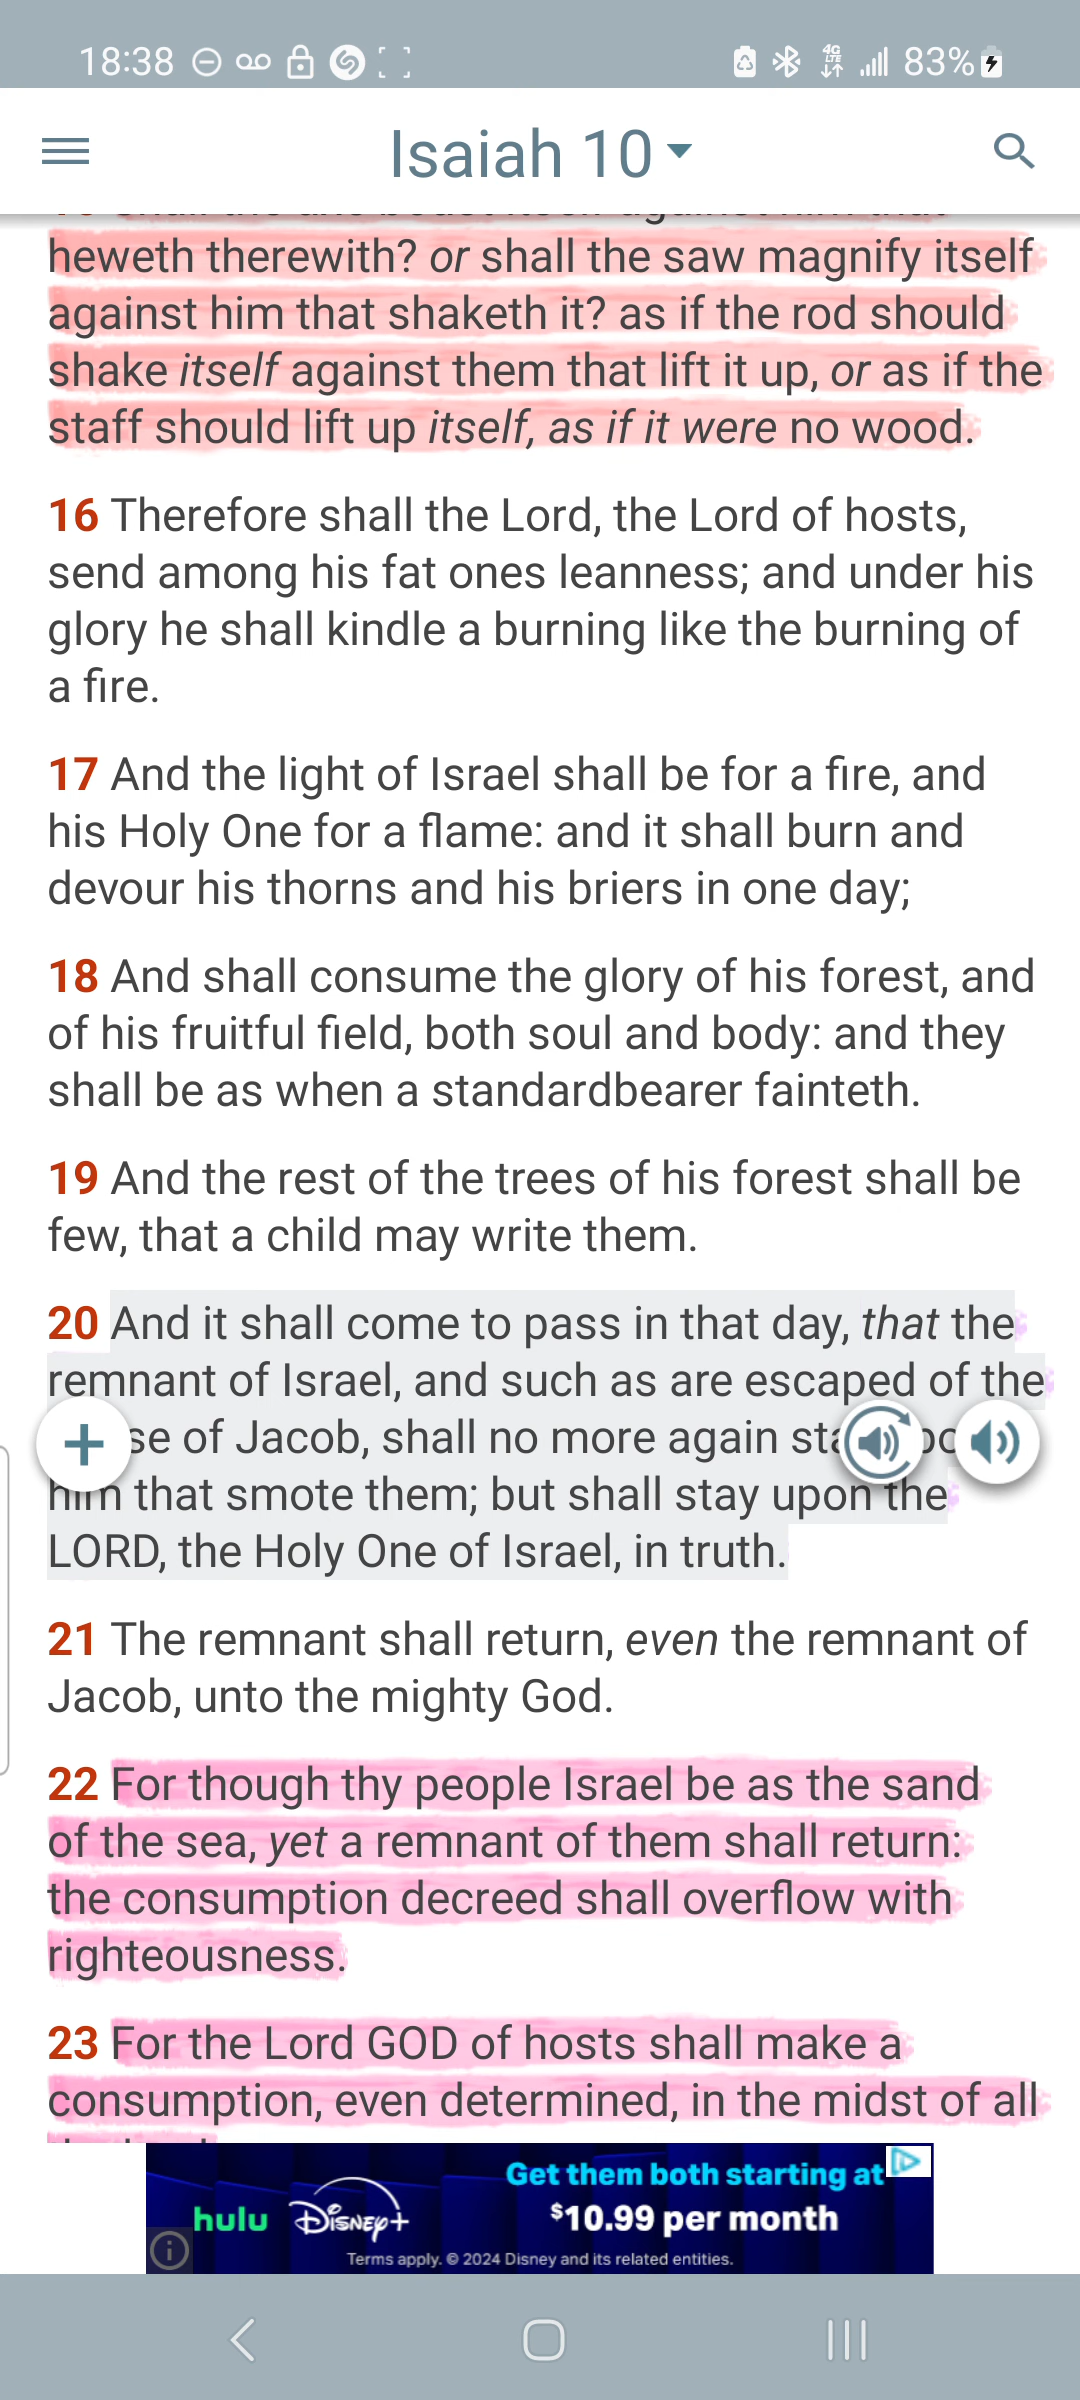 18:38
4G
LTE
83%
Isaiah 10
heweth therewith? or shall the saw magnify itself
against him that shaketh it? as if the rod should
shake itself against them that lift it up, or as if the
staff should lift up itself, as if it were no wood.
16 Therefore shall the Lord, the Lord of hosts,
send among his fat ones leanness; and under his
glory he shall kindle a burning like the burning of
a fire.
17 And the light of Israel shall be for a fire, and
his Holy One for a flame: and it shall burn and
devour his thorns and his briers in one day;
18 And shall consume the glory of his forest, and
of his fruitful field, both soul and body: and they
shall be as when a standardbearer fainteth.
19 And the rest of the trees of his forest shall be
few, that a child may write them.
20 And it shall come to pass in that day, that the
remnant of Israel, and such as are escaped of the
se of Jacob, shall no more again
him that smote them; but shall stay upon the
LORD, the Holy One of Israel, in truth.
21 The remnant shall return, even the remnant of
Jacob, unto the mighty God.
22 For though thy people Israel be as the sand
of the sea, yet a remnant of them shall return:
the consumption decreed shall overflow with
righteousness.
23 For the Lord GOD of hosts shall make a
consumption, even determined, in the midst of all
Get them both starting at
hulu Disney+
$10.99 per month
Terms apply. © 2024 Disney and its related entities.